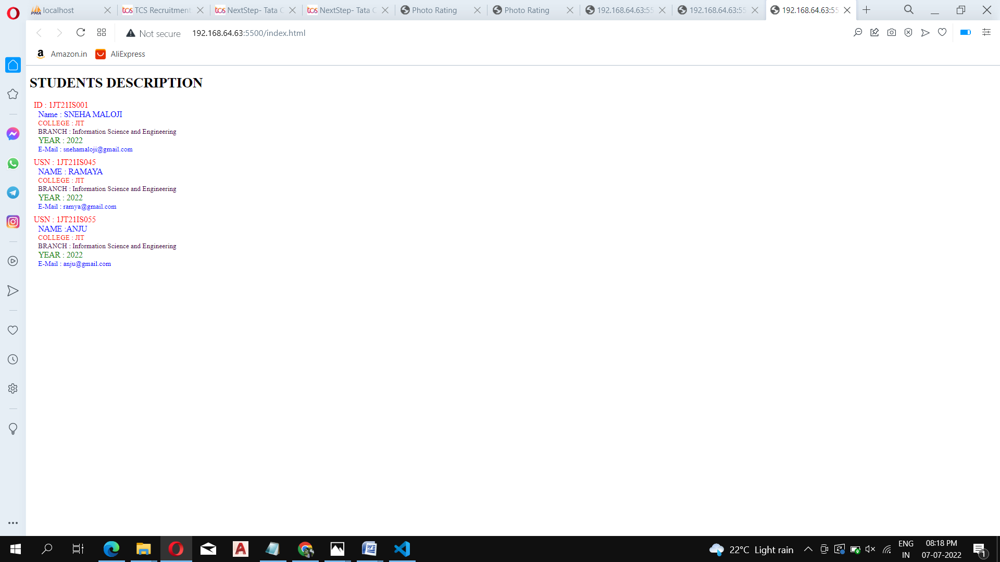 localhost
TCS Recruitment
NextStep- Tata C
NextStep- Tata C
Photo Rating
Photo Rating
192.168.64.63:55
192.168.64.63:55
192.168.64.63:55
Not secure 192.168.64.63:5500/index.html
Amazon.in AliExpress
STUDENTS DESCRIPTION
ID : 1JT21IS001
Name : SNEHA MALOJI
COLLEGE : JIT
BRANCH : Information Science and Engineering
YEAR : 2022
E-Mail : snehamaloji@gmail.com
USN : 1JT21IS045
NAME : RAMAYA
COLLEGE : JIT
BRANCH : Information Science and Engineering
YEAR : 2022
E-Mail : ramya@gmail.com
USN : 1JT21IS055
NAME :ANJU
COLLEGE : JIT
BRANCH : Information Science and Engineering
YEAR : 2022
E-Mail : anju@gmail.com
22°C Light rain
ENG
IN
08:18 PM
07-07-2022
1